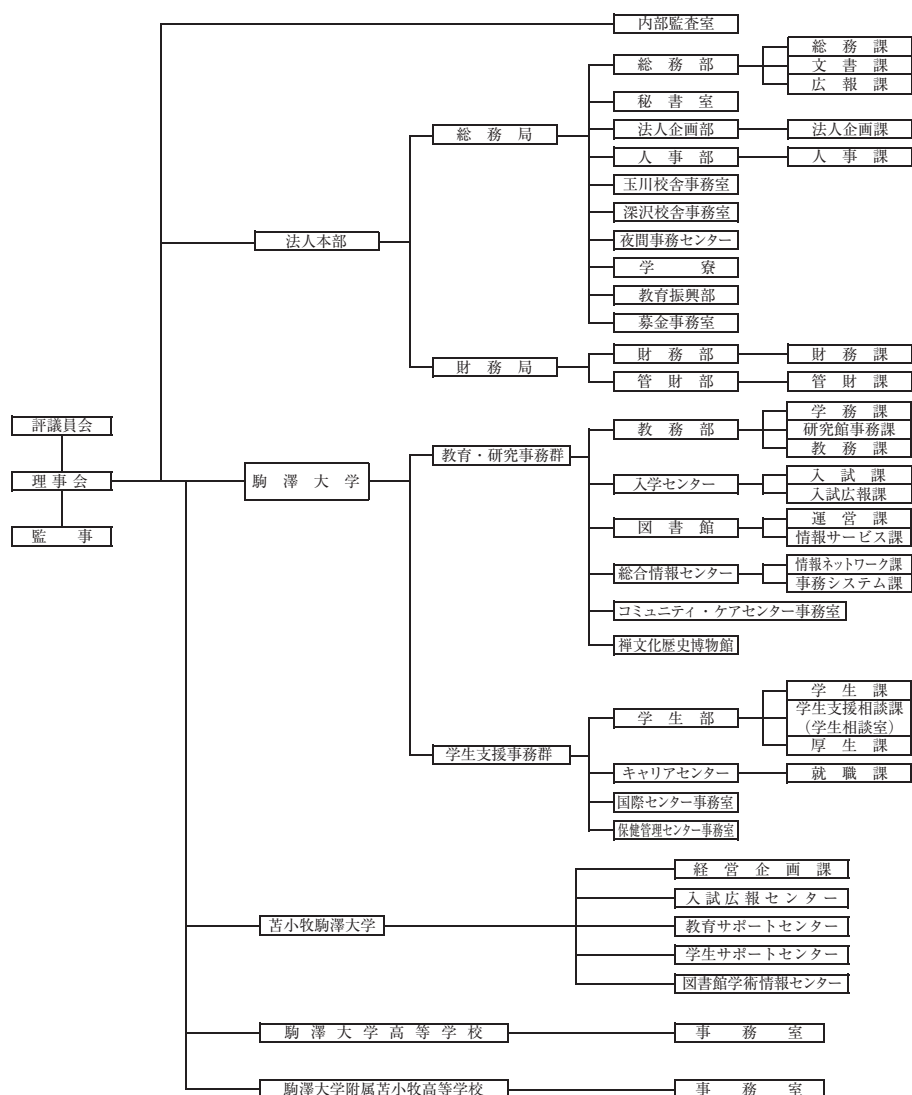 内部監査室
総務課
総務部
文書課
広報課
秘書室
総務局
法人企画部
法人企画課
人事部
人事課
玉川校舎事務室
深沢校舎事務室
法人本部
夜間事務センター
学寮
教育振興部
募金事務室
財務局
財務部
財務課
管財部
管財課
評議員会
理事会
監事
駒澤大学
教育・研究事務群
教務部
学務課
研究館事務課
教務課
入学センター
入試課
入試広報課
図書館
運営課
情報サービス課
総合情報センター
情報ネットワーク課
事務システム課
コミュニティ・ケアセンター事務室
禅文化歴史博物館
学生支援事務群
学生部
学生課
学生支援相談課
（学生相談室）
厚生課
キャリアセンター
就職課
国際センター事務室
保健管理センター事務室
苫小牧駒澤大学
経営企画課
入試広報センター
教育サポートセンター
学生サポートセンター
図書館学術情報センター
駒澤大学高等学校
事務室
駒澤大学附属苫小牧高等学校
事務室